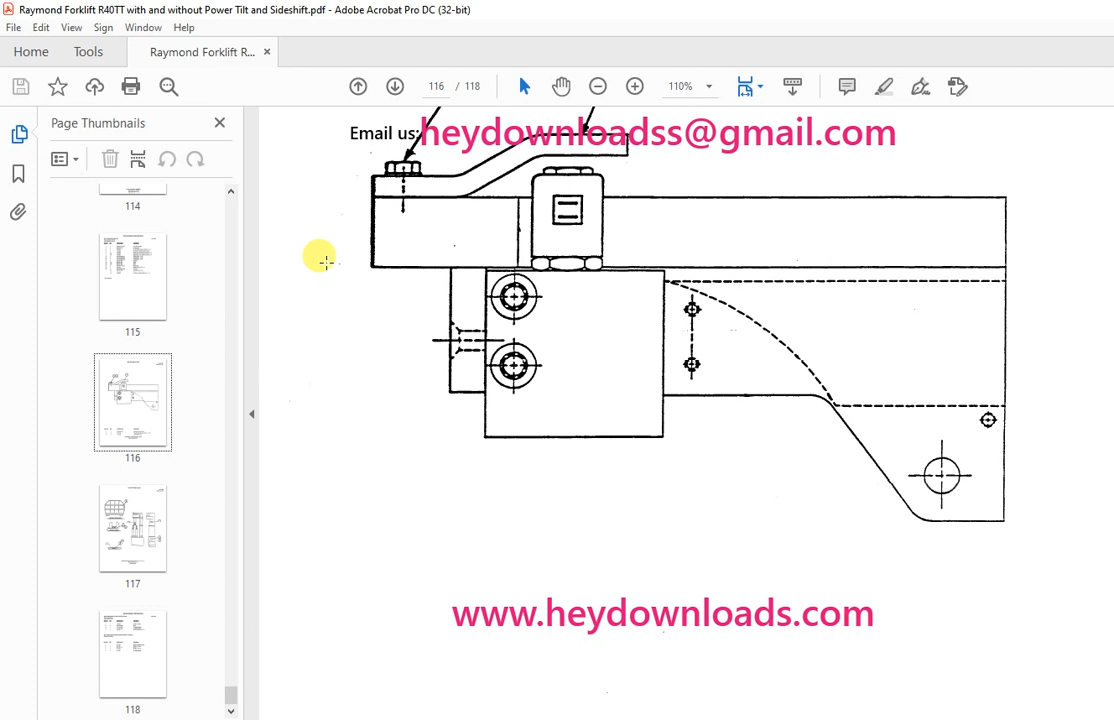 Raymond Forklift R40TT with and without Power Tilt and Sideshift.pdf - Adobe Acrobat Pro DC (32-bit)
File Edit View Sign Window Help
Home Tools Raymond Forklift R... ×
116 / 118 110%
Page Thumbnails ×
114
115
116
117
118
Email us: heydownloadss@gmail.com
www.heydownloads.com